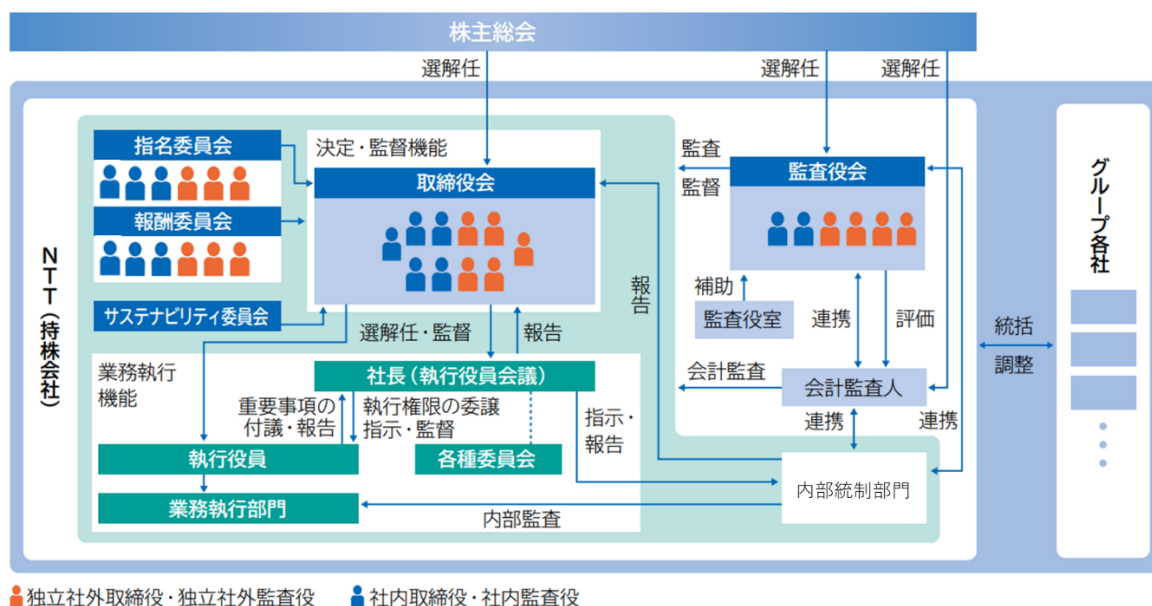 株主総会
選解任
選解任
選解任
NTT（持株会社）
指名委員会
報酬委員会
サステナビリティ委員会
決定・監督機能
取締役会
監査
監督
監査役会
補助
監査役室
連携
評価
報告
選解任・監督
報告
業務執行
機能
社長（執行役員会議）
会計監査
会計監査人
重要事項の
付議・報告
執行権限の委譲
指示・監督
指示・
報告
連携
連携
執行役員
各種委員会
業務執行部門
内部監査
内部統制部門
統括
調整
グループ各社
独立社外取締役・独立社外監査役
社内取締役・社内監査役